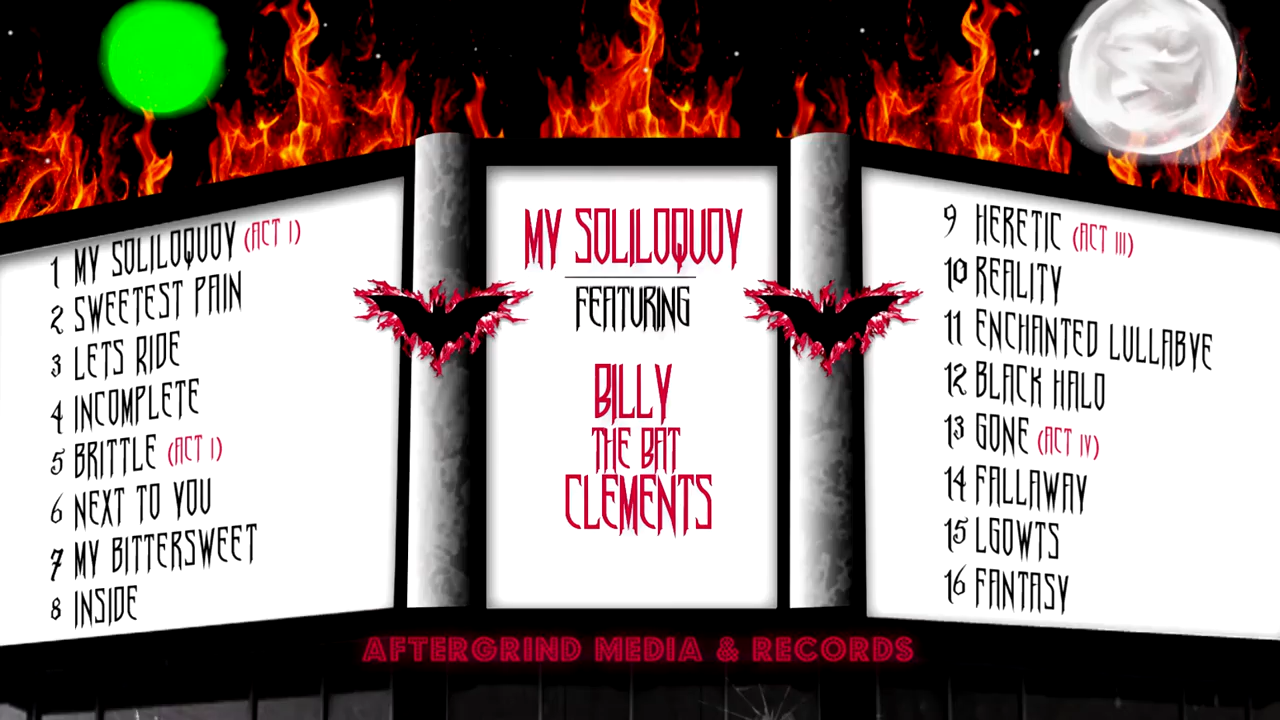 1 MY SOLILOQUOY (ACT I)
2 SWEETEST PAIN
3 LETS RIDE
4 INCOMPLETE
5 BRITTLE (ACT I)
6 NEXT TO YOU
7 MY BITTERSWEET
8 INSIDE
MY SOLILOQUOY
FEATURING
BILLY
THE BAT
CLEMENTS
9 HERETIC (ACT III)
10 REALITY
11 ENCHANTED LULLABYE
12 BLACK HALO
13 GONE (ACT IV)
14 FALLAWAY
15 LGOWTS
16 FANTASY
AFTERGRIND MEDIA & RECORDS